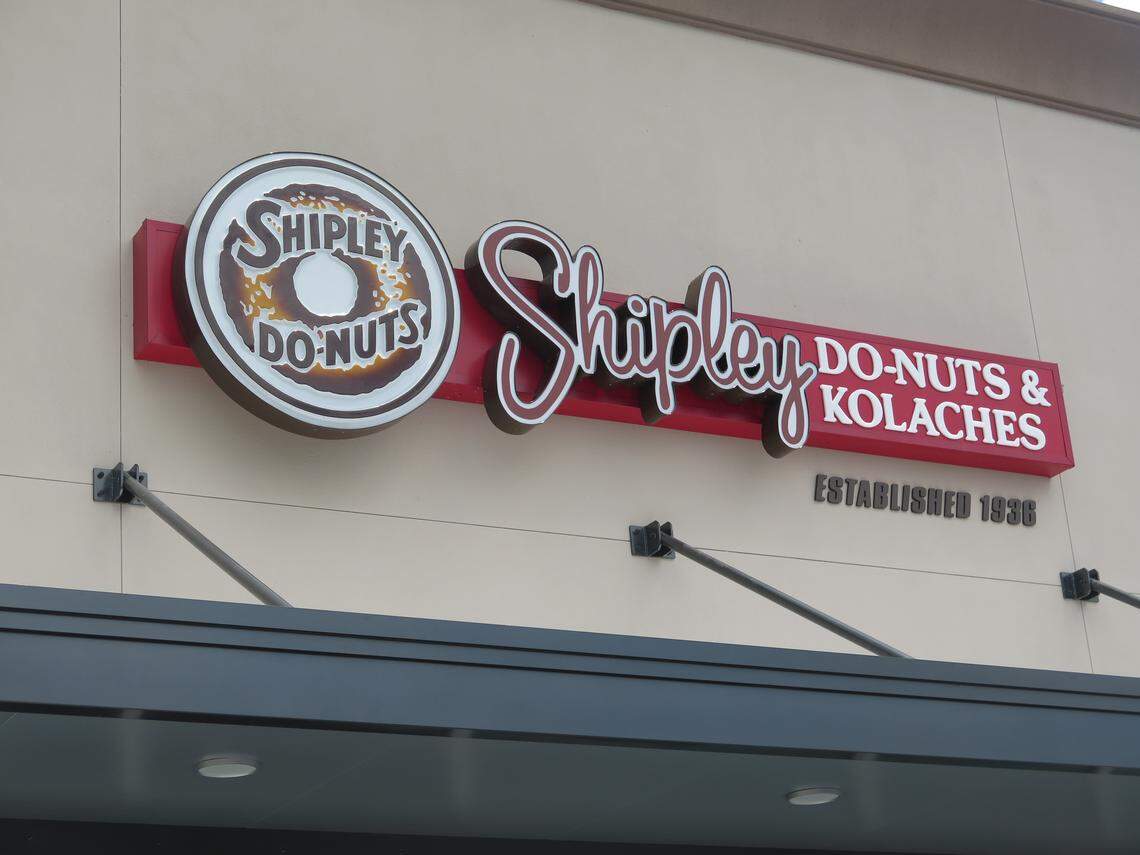 SHIPLEY
DO-NUTS
Shipley
DO-NUTS &
KOLACHES
ESTABLISHED 1936